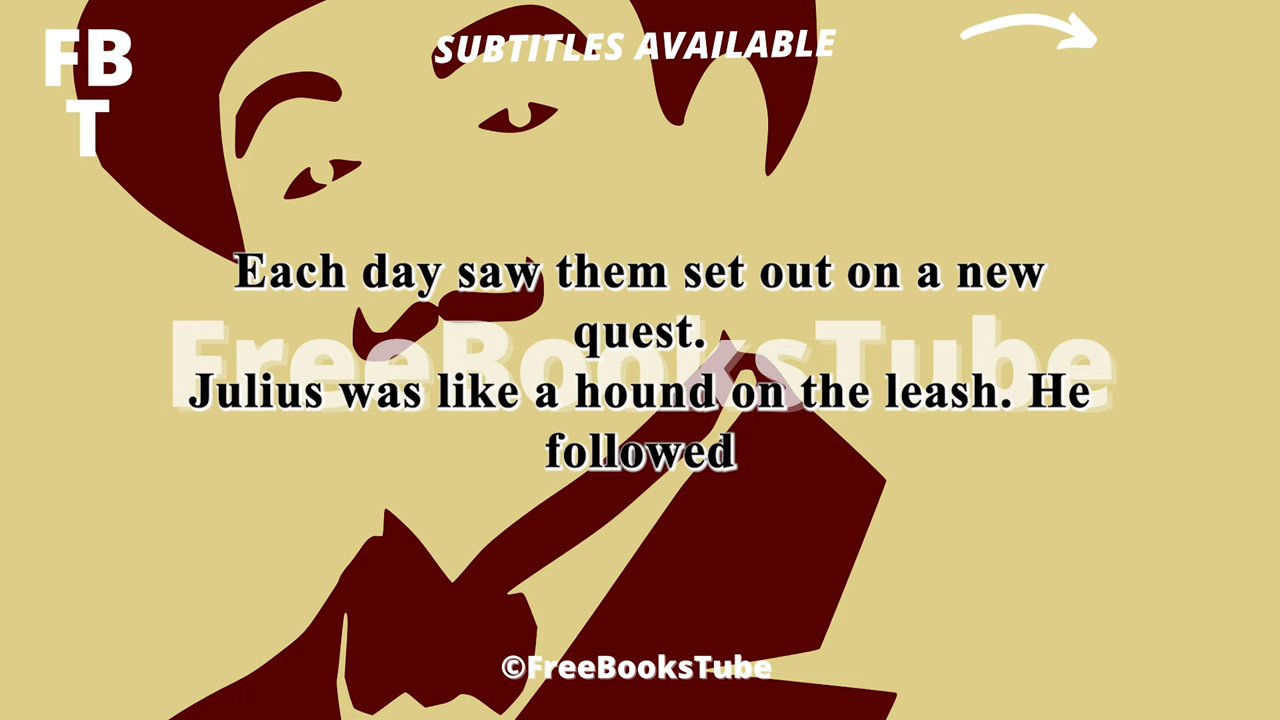 FB
T
SUBTITLES AVAILABLE
Each day saw them set out on a new
quest.
FreeBooksTube
Julius was like a hound on the leash. He
followed
©FreeBooksTube